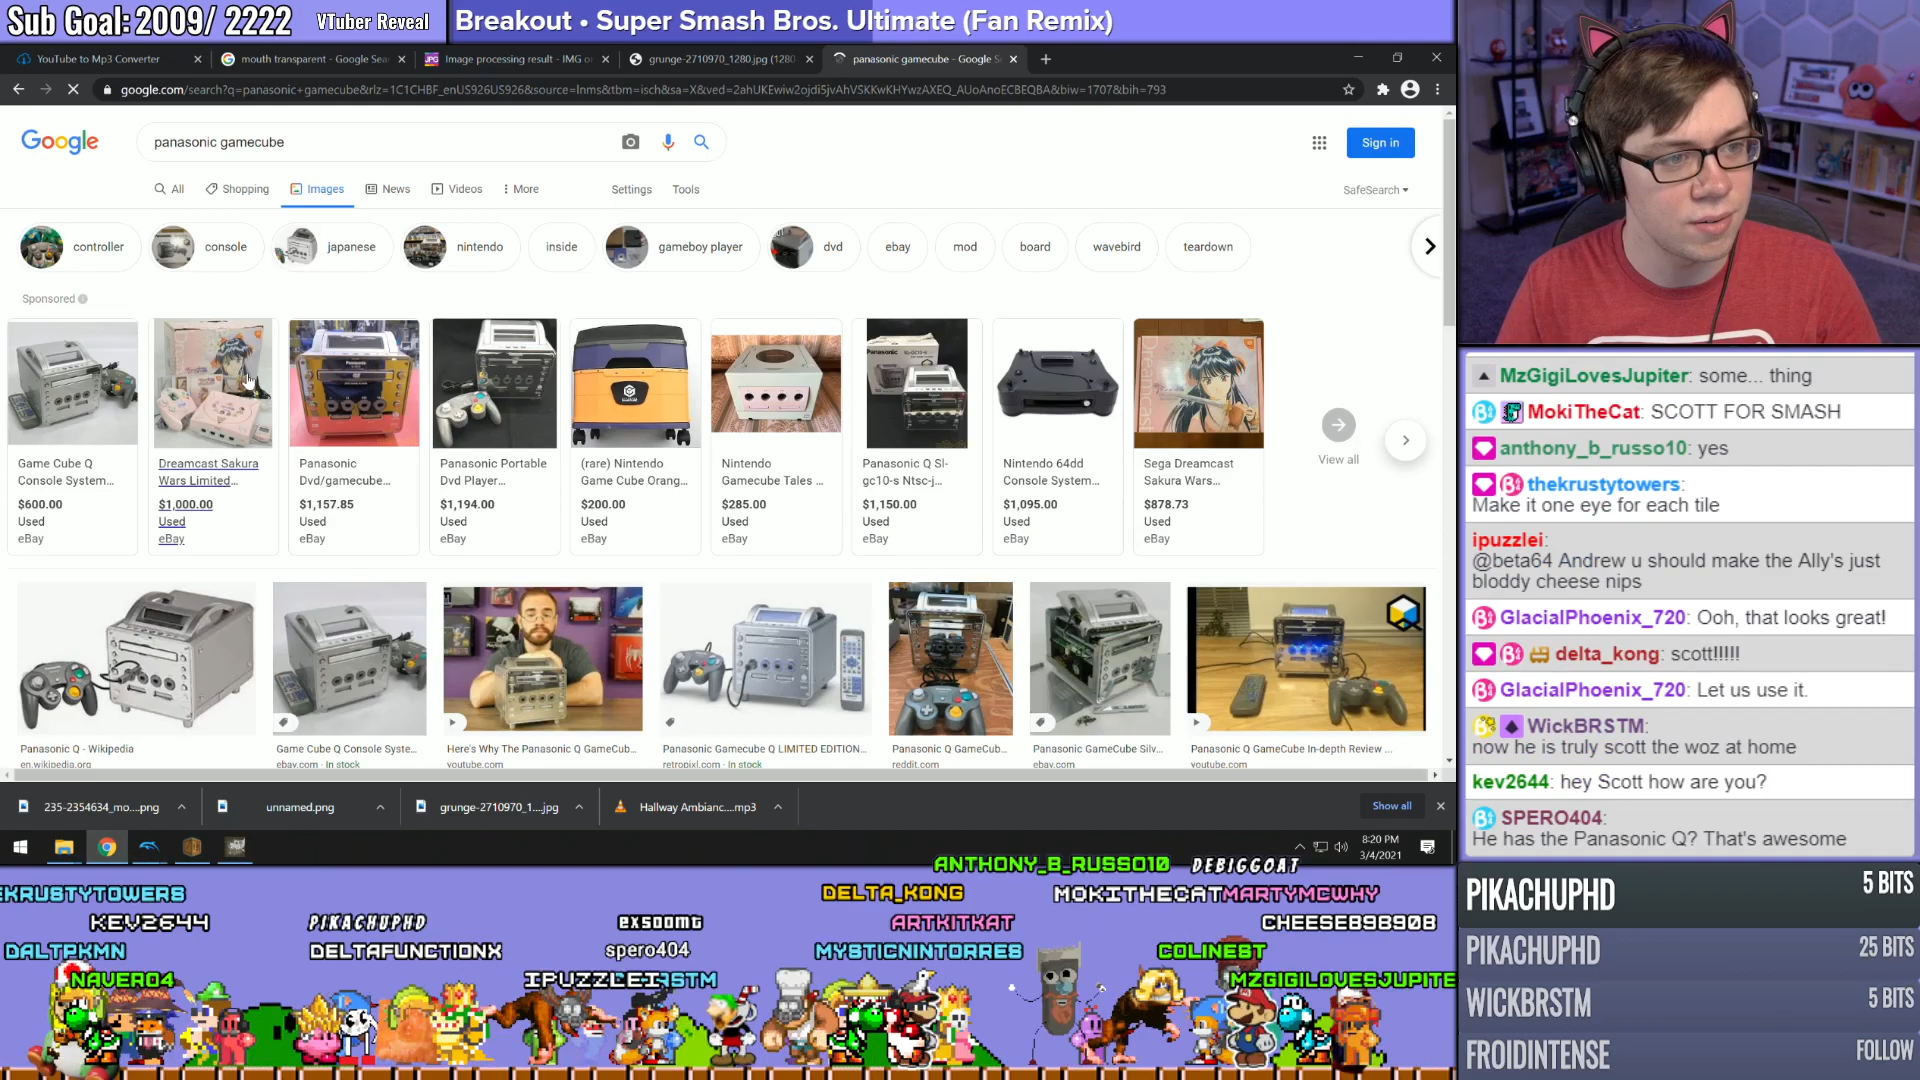 Sub Goal: 2009/ 2222 VTuber Reveal
Breakout • Super Smash Bros. Ultimate (Fan Remix)
YouTube to Mp3 Converter
mouth transparent - Google Sea
Image processing result - IMG o
grunge-2710970_1280.jpg (1280
panasonic gamecube - Google S
google.com/search?q=panasonic+gamecube&rlz=1C1CHBF_enUS926US926&source=lnms&tbm=isch&sa=X&ved=2ahUKEwiw2ojdi5jvAhVSKKwKHYwzAXEQ_AUoAnoECBEQBA&biw=1707&bih=793
Google
panasonic gamecube
Sign in
All Shopping Images News Videos More Settings Tools SafeSearch
controller console japanese nintendo inside gameboy player dvd ebay mod board wavebird teardown
Sponsored
Game Cube Q
Console System...
$600.00
Used
eBay
Dreamcast Sakura
Wars Limited...
$1,000.00
Used
eBay
Panasonic
Dvd/gamecube...
$1,157.85
Used
eBay
Panasonic Portable
Dvd Player...
$1,194.00
Used
eBay
(rare) Nintendo
Game Cube Orang...
$200.00
Used
eBay
Nintendo
Gamecube Tales ...
$285.00
Used
eBay
Panasonic
Panasonic Q Sl-
gc10-s Ntsc-j...
$1,150.00
Used
eBay
Nintendo 64dd
Console System...
$1,095.00
Used
eBay
Dreamcast
Sega Dreamcast
Sakura Wars...
$878.73
Used
eBay
View all
Panasonic Q - Wikipedia
en.wikipedia.org
Game Cube Q Console Syste...
ebay.com - In stock
Here's Why The Panasonic Q GameCub...
youtube.com
Panasonic Gamecube Q LIMITED EDITION...
retropixl.com - In stock
Panasonic Q GameCub...
reddit.com
Panasonic GameCube Silv...
ebay.com - In stock
Panasonic Q GameCube In-depth Review ...
youtube.com
235-2354634_mo....png
unnamed.png
grunge-2710970_1....jpg
Hallway Ambianc....mp3
Show all
8:20 PM
3/4/2021
MzGigiLovesJupiter: some... thing
MokiTheCat: SCOTT FOR SMASH
anthony_b_russo10: yes
thekrustytowers:
Make it one eye for each tile
ipuzzlei:
@beta64 Andrew u should make the Ally's just
bloddy cheese nips
GlacialPhoenix_720: Ooh, that looks great!
delta_kong: scott!!!!!
GlacialPhoenix_720: Let us use it.
WickBRSTM:
now he is truly scott the woz at home
kev2644: hey Scott how are you?
SPERO404:
He has the Panasonic Q? That's awesome
PIKACHUPHD 5 BITS
PIKACHUPHD 25 BITS
WICKBRSTM 5 BITS
FROIDINTENSE FOLLOW
ANTHONY_B_RUSSO10 DEBIGGOAT
EKRUSTYTOWERS DELTA_KONG MOKITHECAT MARTYMCWHY
KEV2644 PIKACHUPHD EX500MT ARTKITKAT CHEESEB98908
DALTPKMN DELTAFUNCTIONX spero404 MYSTICNINTORRES COLINEST
NAVER04 IPUZZLEI RSTM MZGIGILOVESJUPITE